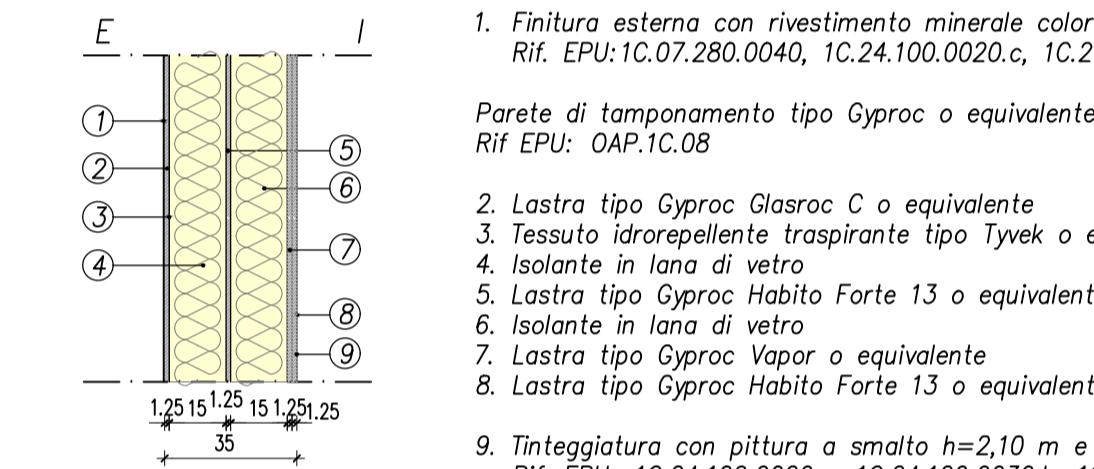 E I
1. Finitura esterna con rivestimento minerale color
Rif. EPU:1C.07.280.0040, 1C.24.100.0020.c, 1C.2
Parete di tamponamento tipo Gyproc o equivalente
Rif EPU: OAP.1C.08
2. Lastra tipo Gyproc Glasroc C o equivalente
3. Tessuto idrorepellente traspirante tipo Tyvek o e
4. Isolante in lana di vetro
5. Lastra tipo Gyproc Habito Forte 13 o equivalent
6. Isolante in lana di vetro
7. Lastra tipo Gyproc Vapor o equivalente
8. Lastra tipo Gyproc Habito Forte 13 o equivalent
9. Tinteggiatura con pittura a smalto h=2,10 m e
1
2
3
4
5
6
7
8
9
1.25 15 1.25 15 1.25 1.25
35